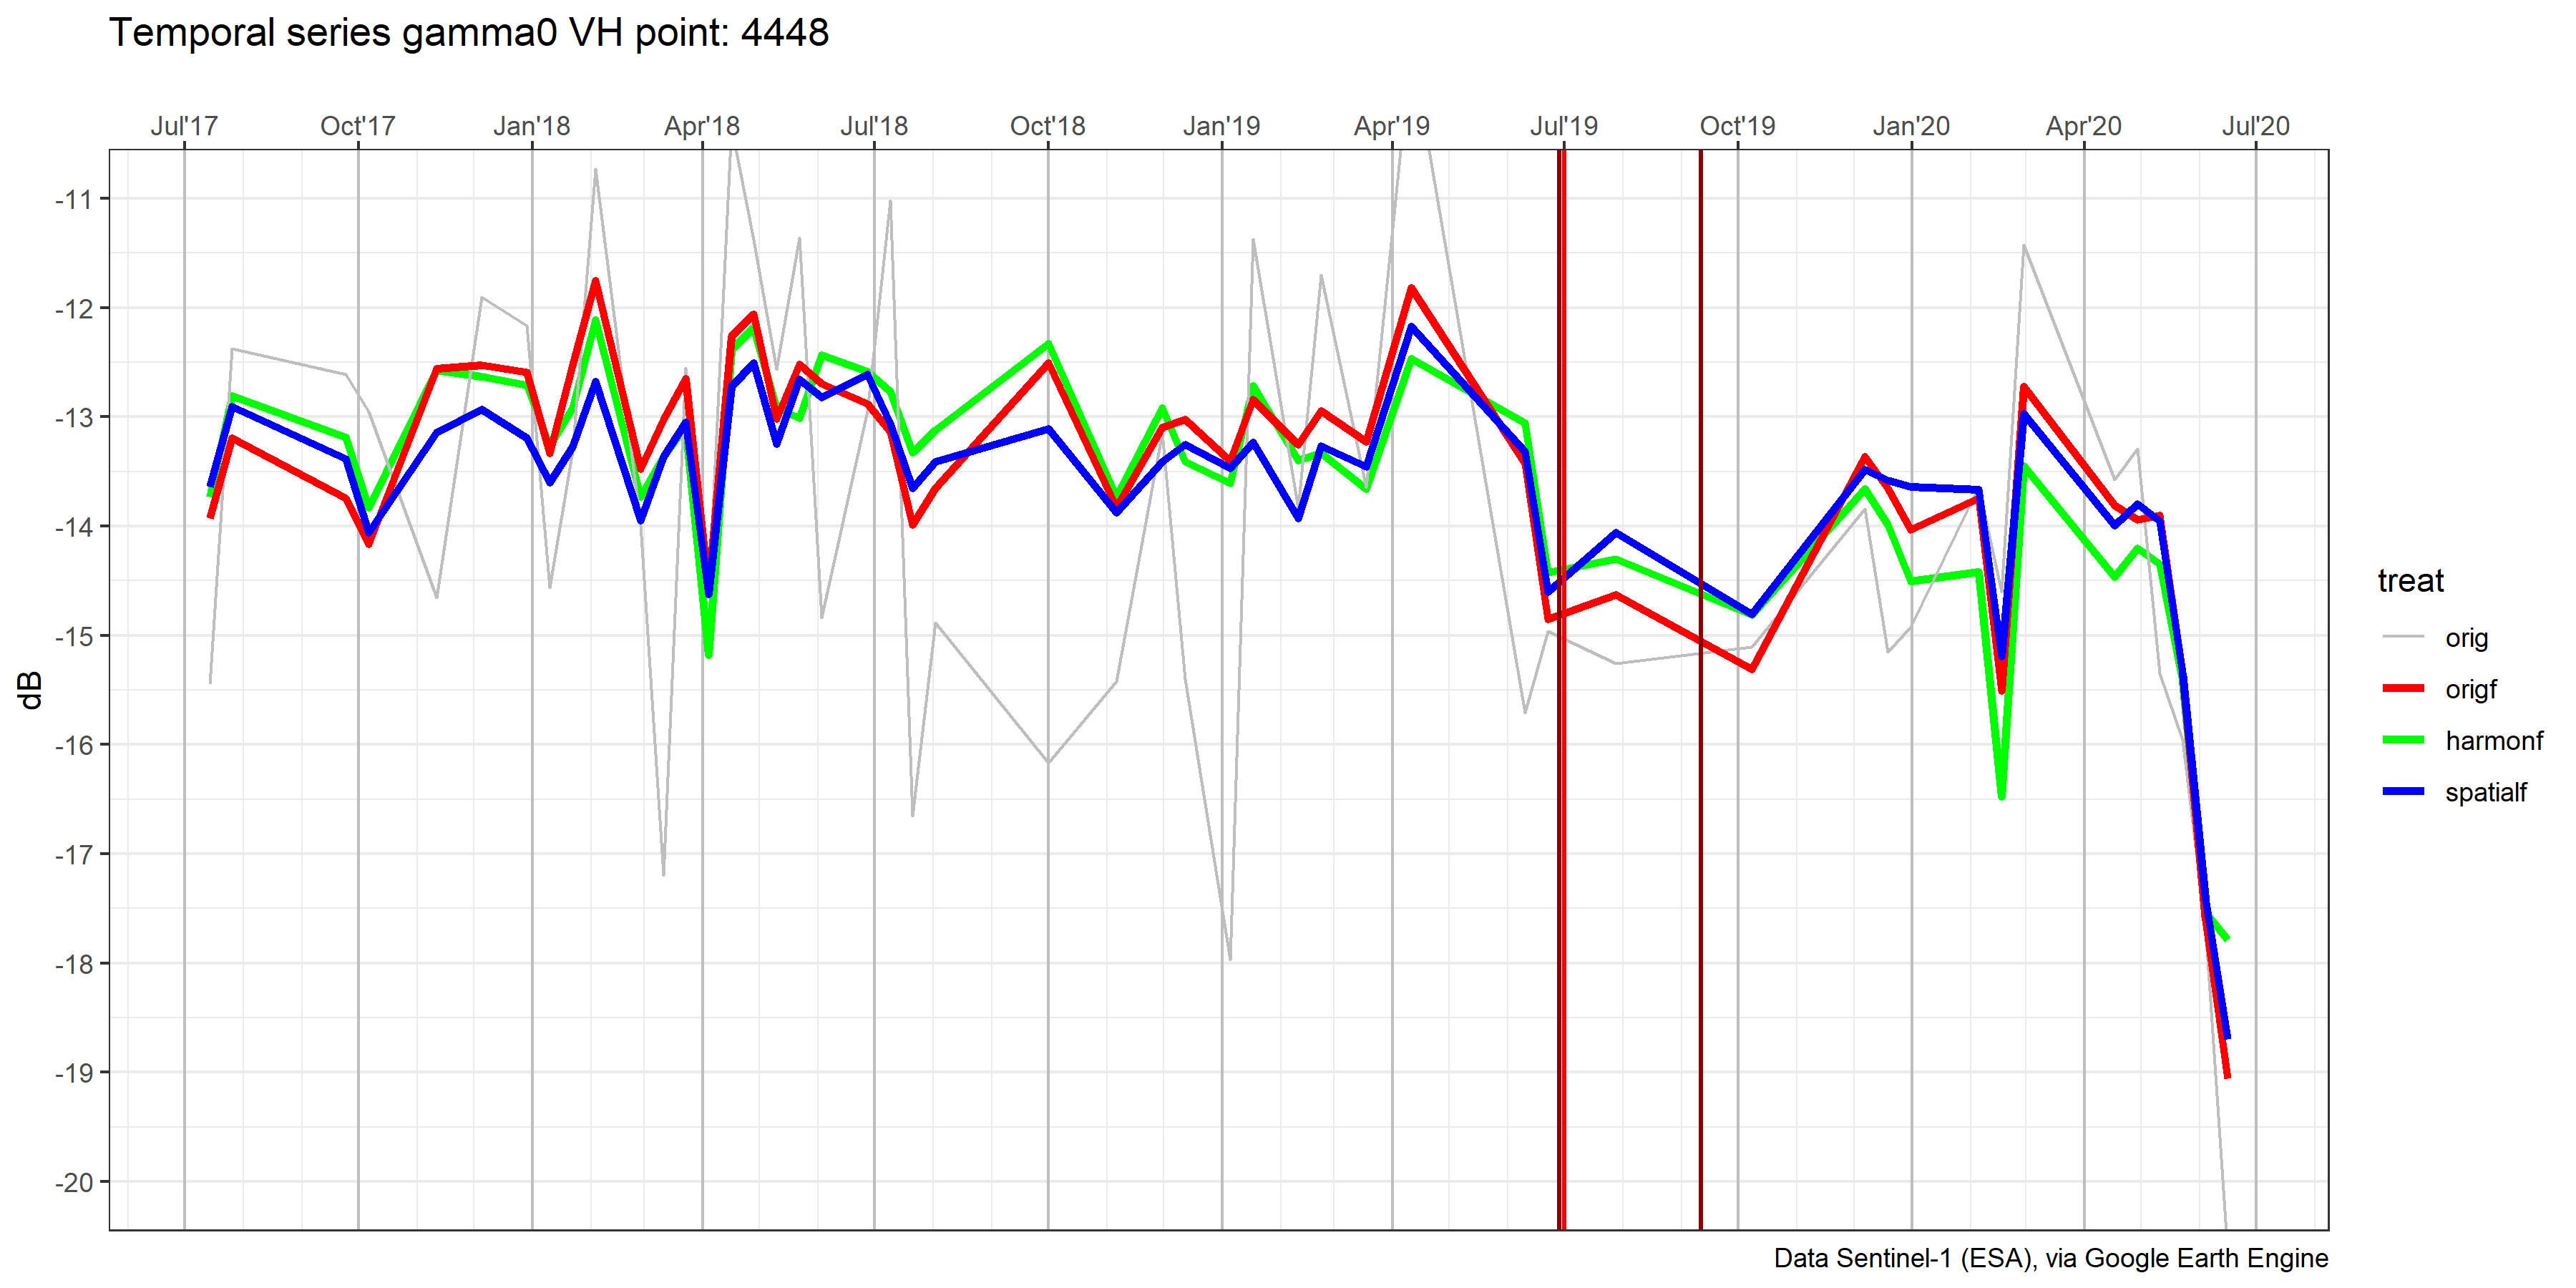 Temporal series gamma0 VH point: 4448
Jul'17 Oct'17 Jan'18 Apr'18 Jul'18 Oct'18 Jan'19 Apr'19 Jul'19 Oct'19 Jan'20 Apr'20 Jul'20
-11
-12
-13
-14
-15
-16
-17
-18
-19
-20
dB
treat
orig
origf
harmonf
spatialf
Data Sentinel-1 (ESA), via Google Earth Engine